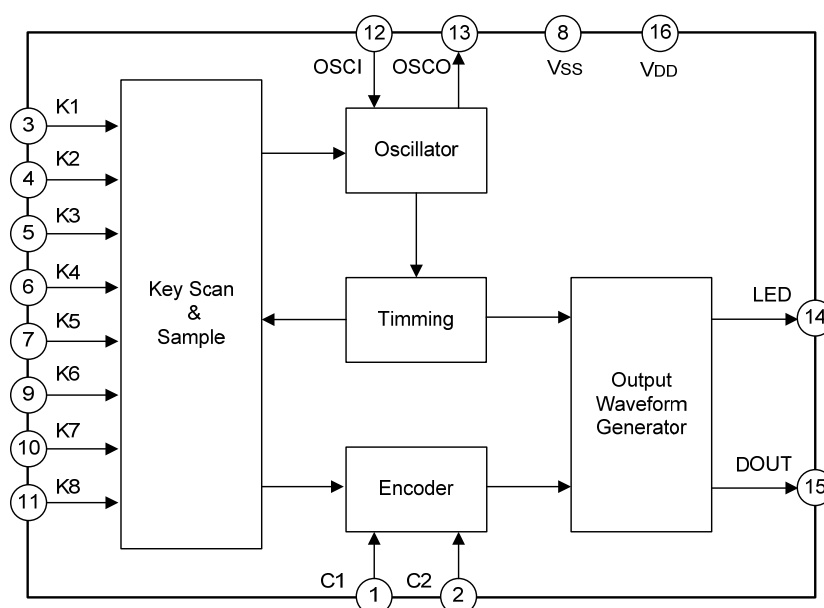 12
13
8
16
OSCI
OSCO
VSS
VDD
3
K1
4
K2
5
K3
6
K4
7
K5
9
K6
10
K7
11
K8
Key Scan
&
Sample
Oscillator
Timming
Encoder
Output
Waveform
Generator
LED
14
DOUT
15
C1
1
C2
2